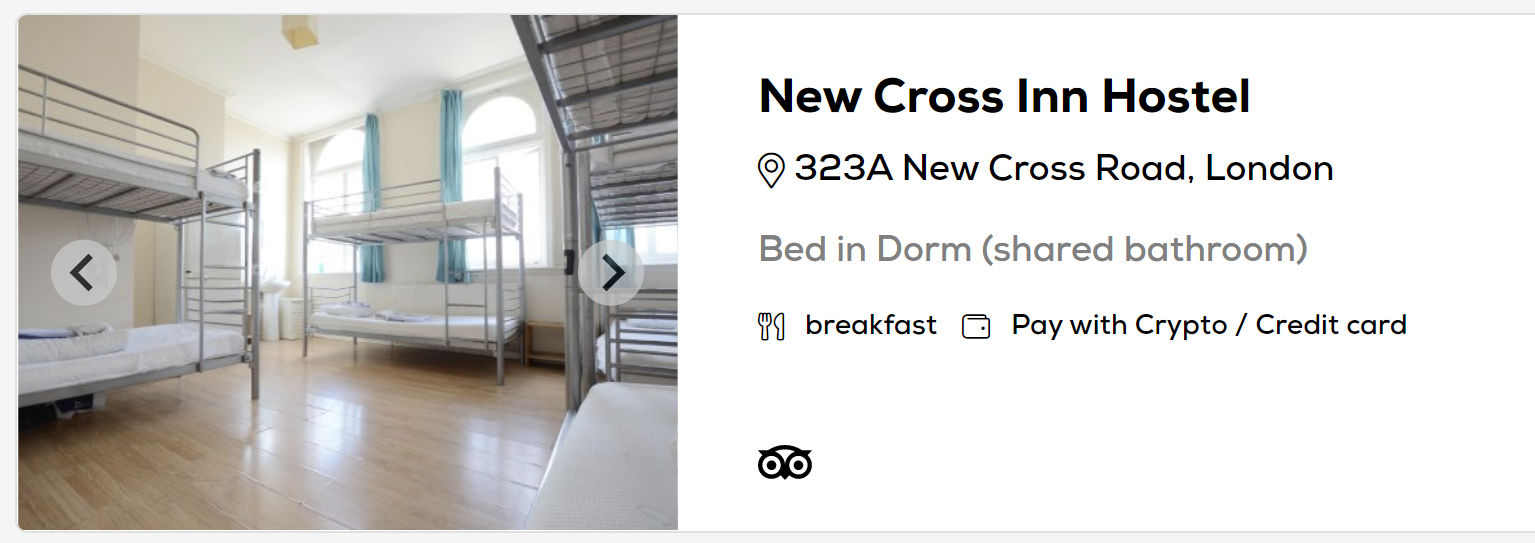 New Cross Inn Hostel
323A New Cross Road, London
Bed in Dorm (shared bathroom)
breakfast Pay with Crypto / Credit card